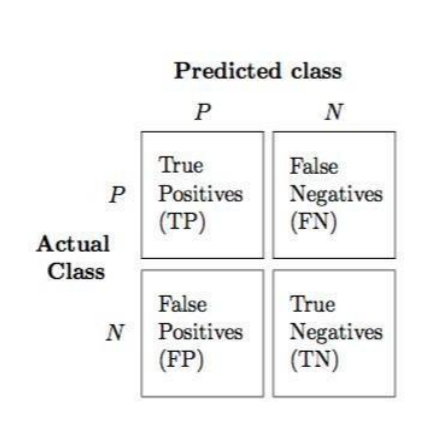 Predicted class
P N
True
Positives
(TP)
False
Negatives
(FN)
P
Actual
Class
False
Positives
(FP)
True
Negatives
(TN)
N